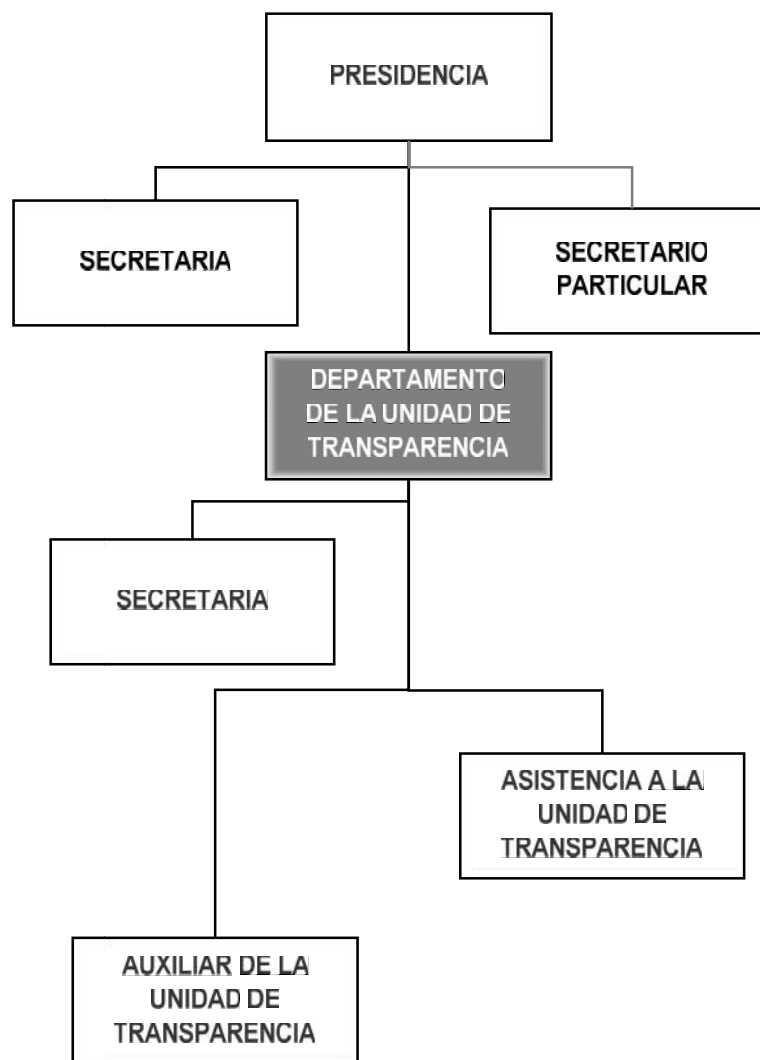 PRESIDENCIA
SECRETARIA
SECRETARIO
PARTICULAR
DEPARTAMENTO
DE LA UNIDAD DE
TRANSPARENCIA
SECRETARIA
ASISTENCIA A LA
UNIDAD DE
TRANSPARENCIA
AUXILIAR DE LA
UNIDAD DE
TRANSPARENCIA